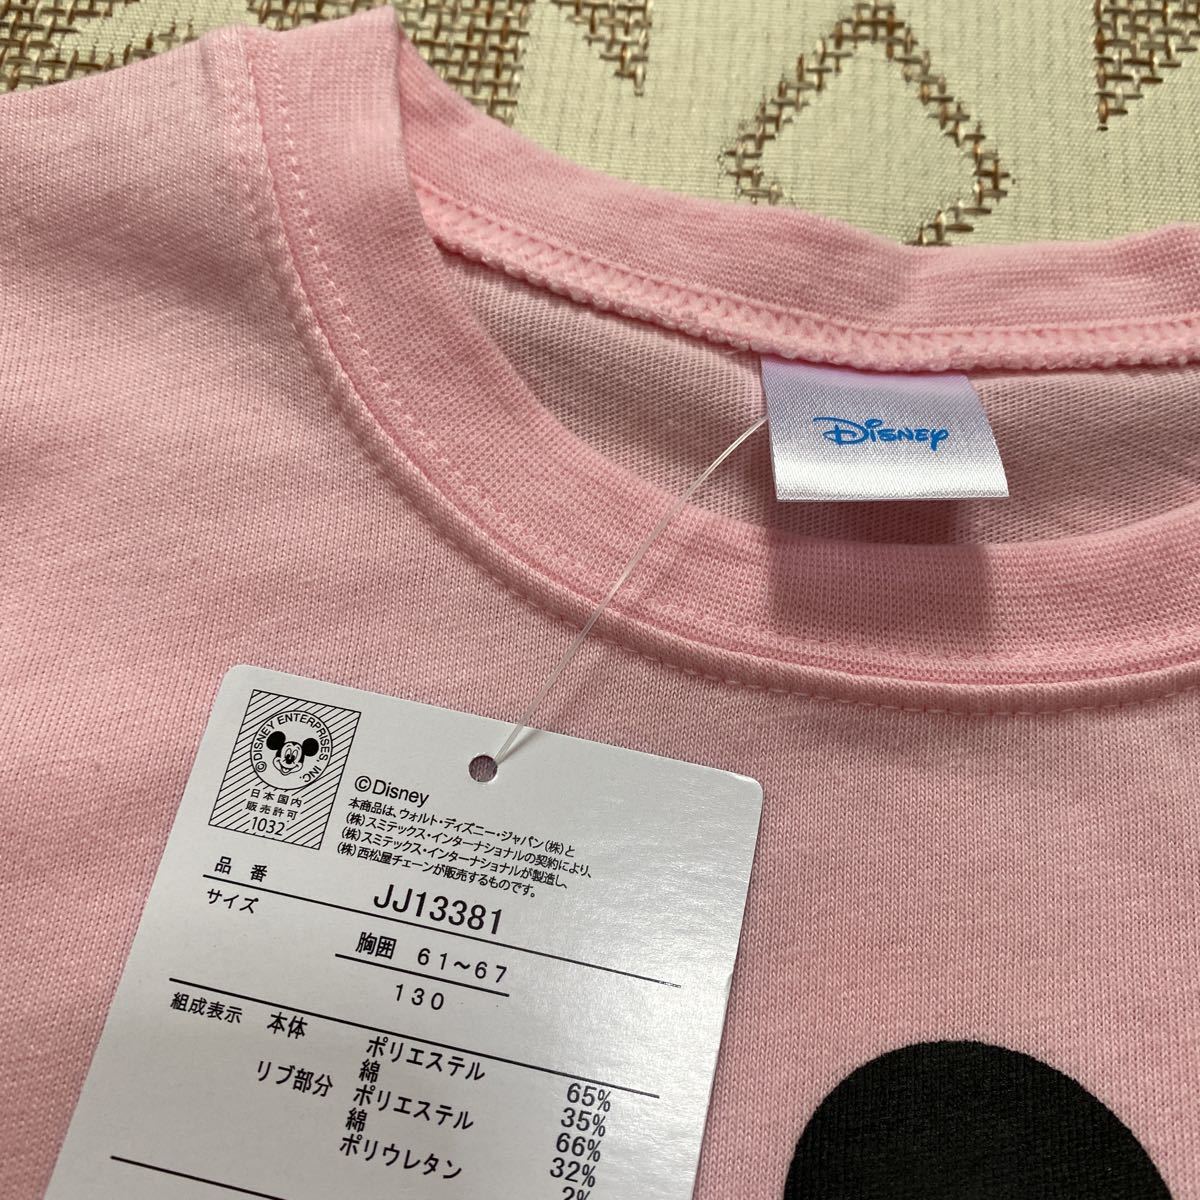 Disney
©DISNEY ENTERPRISES, INC.
日本国内
販売許可
1032
©Disney
本商品は、ウォルト・ディズニー・ジャパン(株)と
(株)スミテックス・インターナショナルの契約により、
(株)スミテックス・インターナショナルが製造し、
(株)西松屋チェーンが販売するものです。
品番 JJ13381
サイズ
胸囲 61～67
130
組成表示 本体 ポリエステル 65%
綿 35%
リブ部分 ポリエステル 66%
綿 32%
ポリウレタン 2%